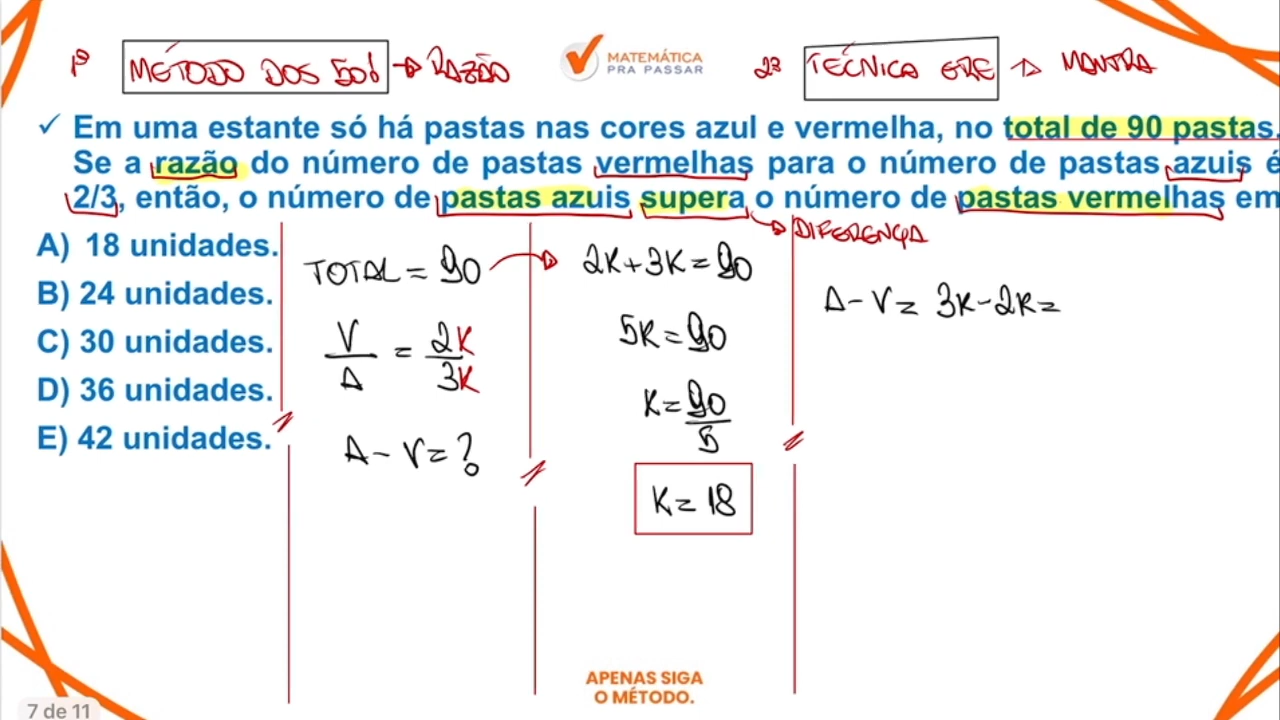 1º MÉTODO DOS 50! → RAZÃO
MATEMÁTICA
PRA PASSAR
2ª TÉCNICA → MANTRA
✓ Em uma estante só há pastas nas cores azul e vermelha, no total de 90 pastas.
Se a razão do número de pastas vermelhas para o número de pastas azuis é
2/3, então, o número de pastas azuis supera o número de pastas vermelhas em
DIFERENÇA
A) 18 unidades.
B) 24 unidades.
C) 30 unidades.
D) 36 unidades.
E) 42 unidades.
TOTAL = 90
V/A = 2K/3K
A - V = ?
2K + 3K = 90
5K = 90
K = 90/5
K = 18
A - V = 3K - 2K =
APENAS SIGA
O MÉTODO.
7 de 11